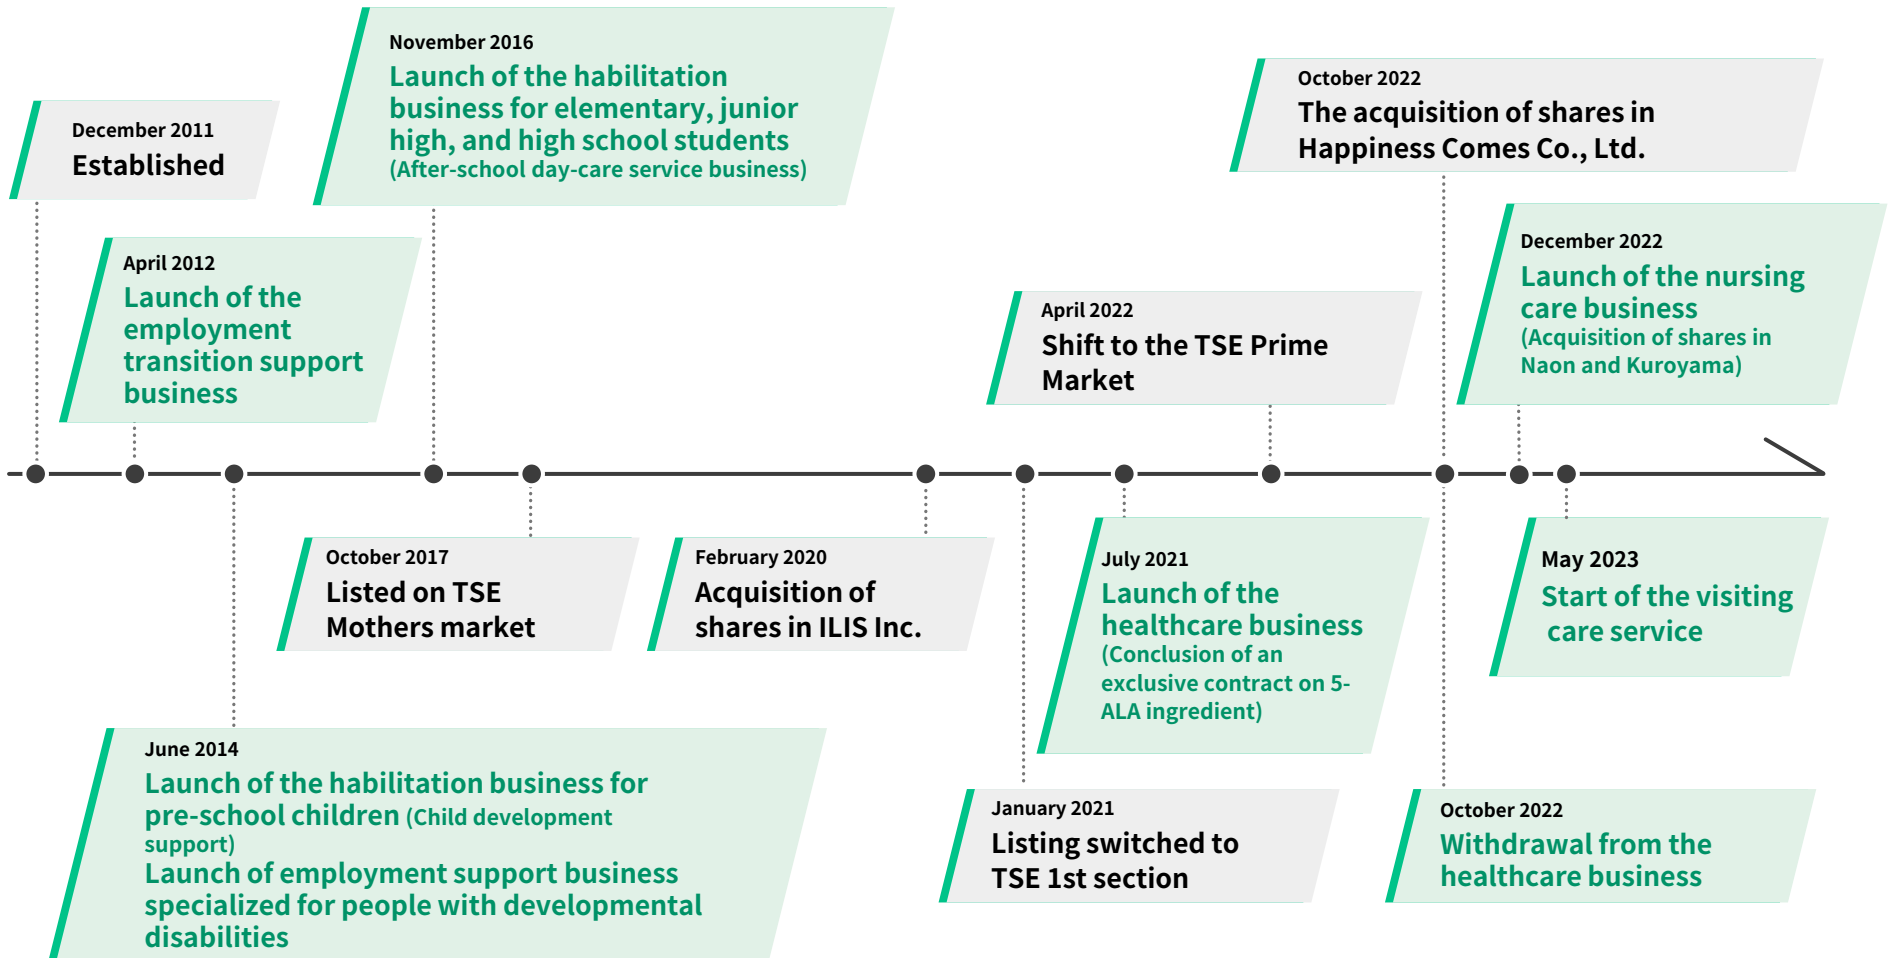 December 2011
Established
April 2012
Launch of the
employment
transition support
business
November 2016
Launch of the habilitation
business for elementary, junior
high, and high school students
(After-school day-care service business)
April 2022
Shift to the TSE Prime
Market
October 2022
The acquisition of shares in
Happiness Comes Co., Ltd.
December 2022
Launch of the nursing
care business
(Acquisition of shares in
Naon and Kuroyama)
June 2014
Launch of the habilitation business for
pre-school children (Child development
support)
Launch of employment support business
specialized for people with developmental
disabilities
October 2017
Listed on TSE
Mothers market
February 2020
Acquisition of
shares in ILIS Inc.
January 2021
Listing switched to
TSE 1st section
July 2021
Launch of the
healthcare business
(Conclusion of an
exclusive contract on 5-
ALA ingredient)
October 2022
Withdrawal from the
healthcare business
May 2023
Start of the visiting
care service